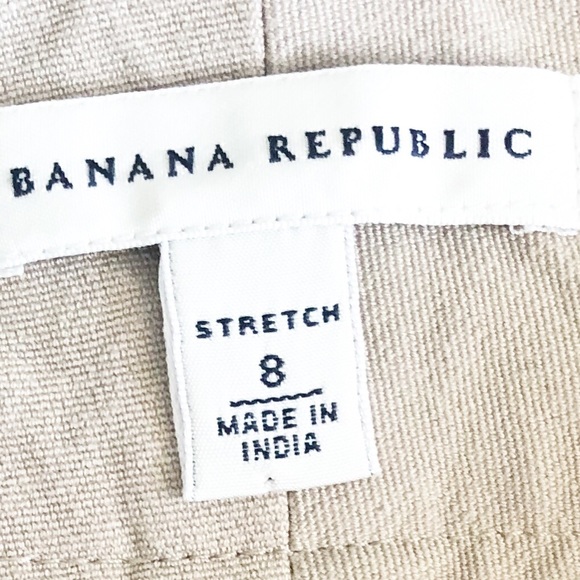 BANANA REPUBLIC
STRETCH
8
MADE IN
INDIA